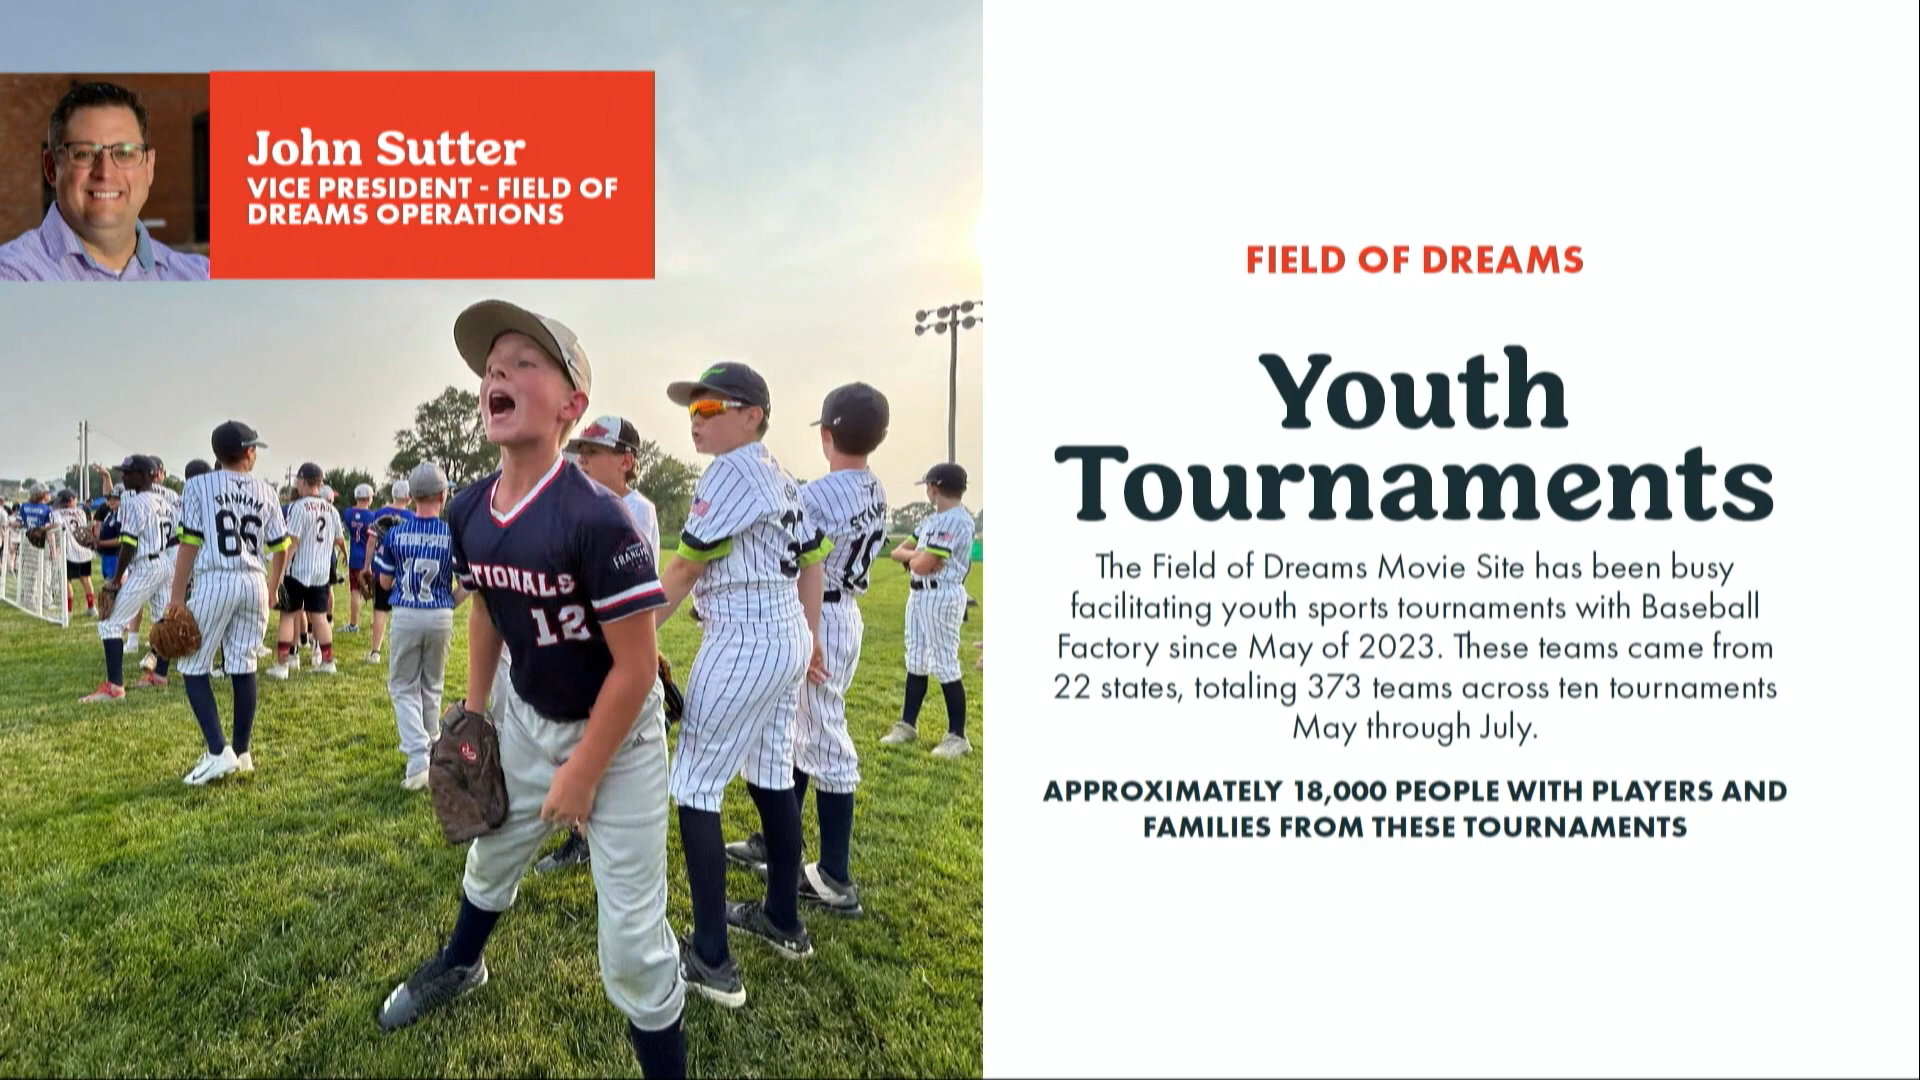 John Sutter
VICE PRESIDENT - FIELD OF
DREAMS OPERATIONS
FIELD OF DREAMS
Youth
Tournaments
The Field of Dreams Movie Site has been busy
facilitating youth sports tournaments with Baseball
Factory since May of 2023. These teams came from
22 states, totaling 373 teams across ten tournaments
May through July.
APPROXIMATELY 18,000 PEOPLE WITH PLAYERS AND
FAMILIES FROM THESE TOURNAMENTS
TIONALS
12
BANHAM
86
2
17